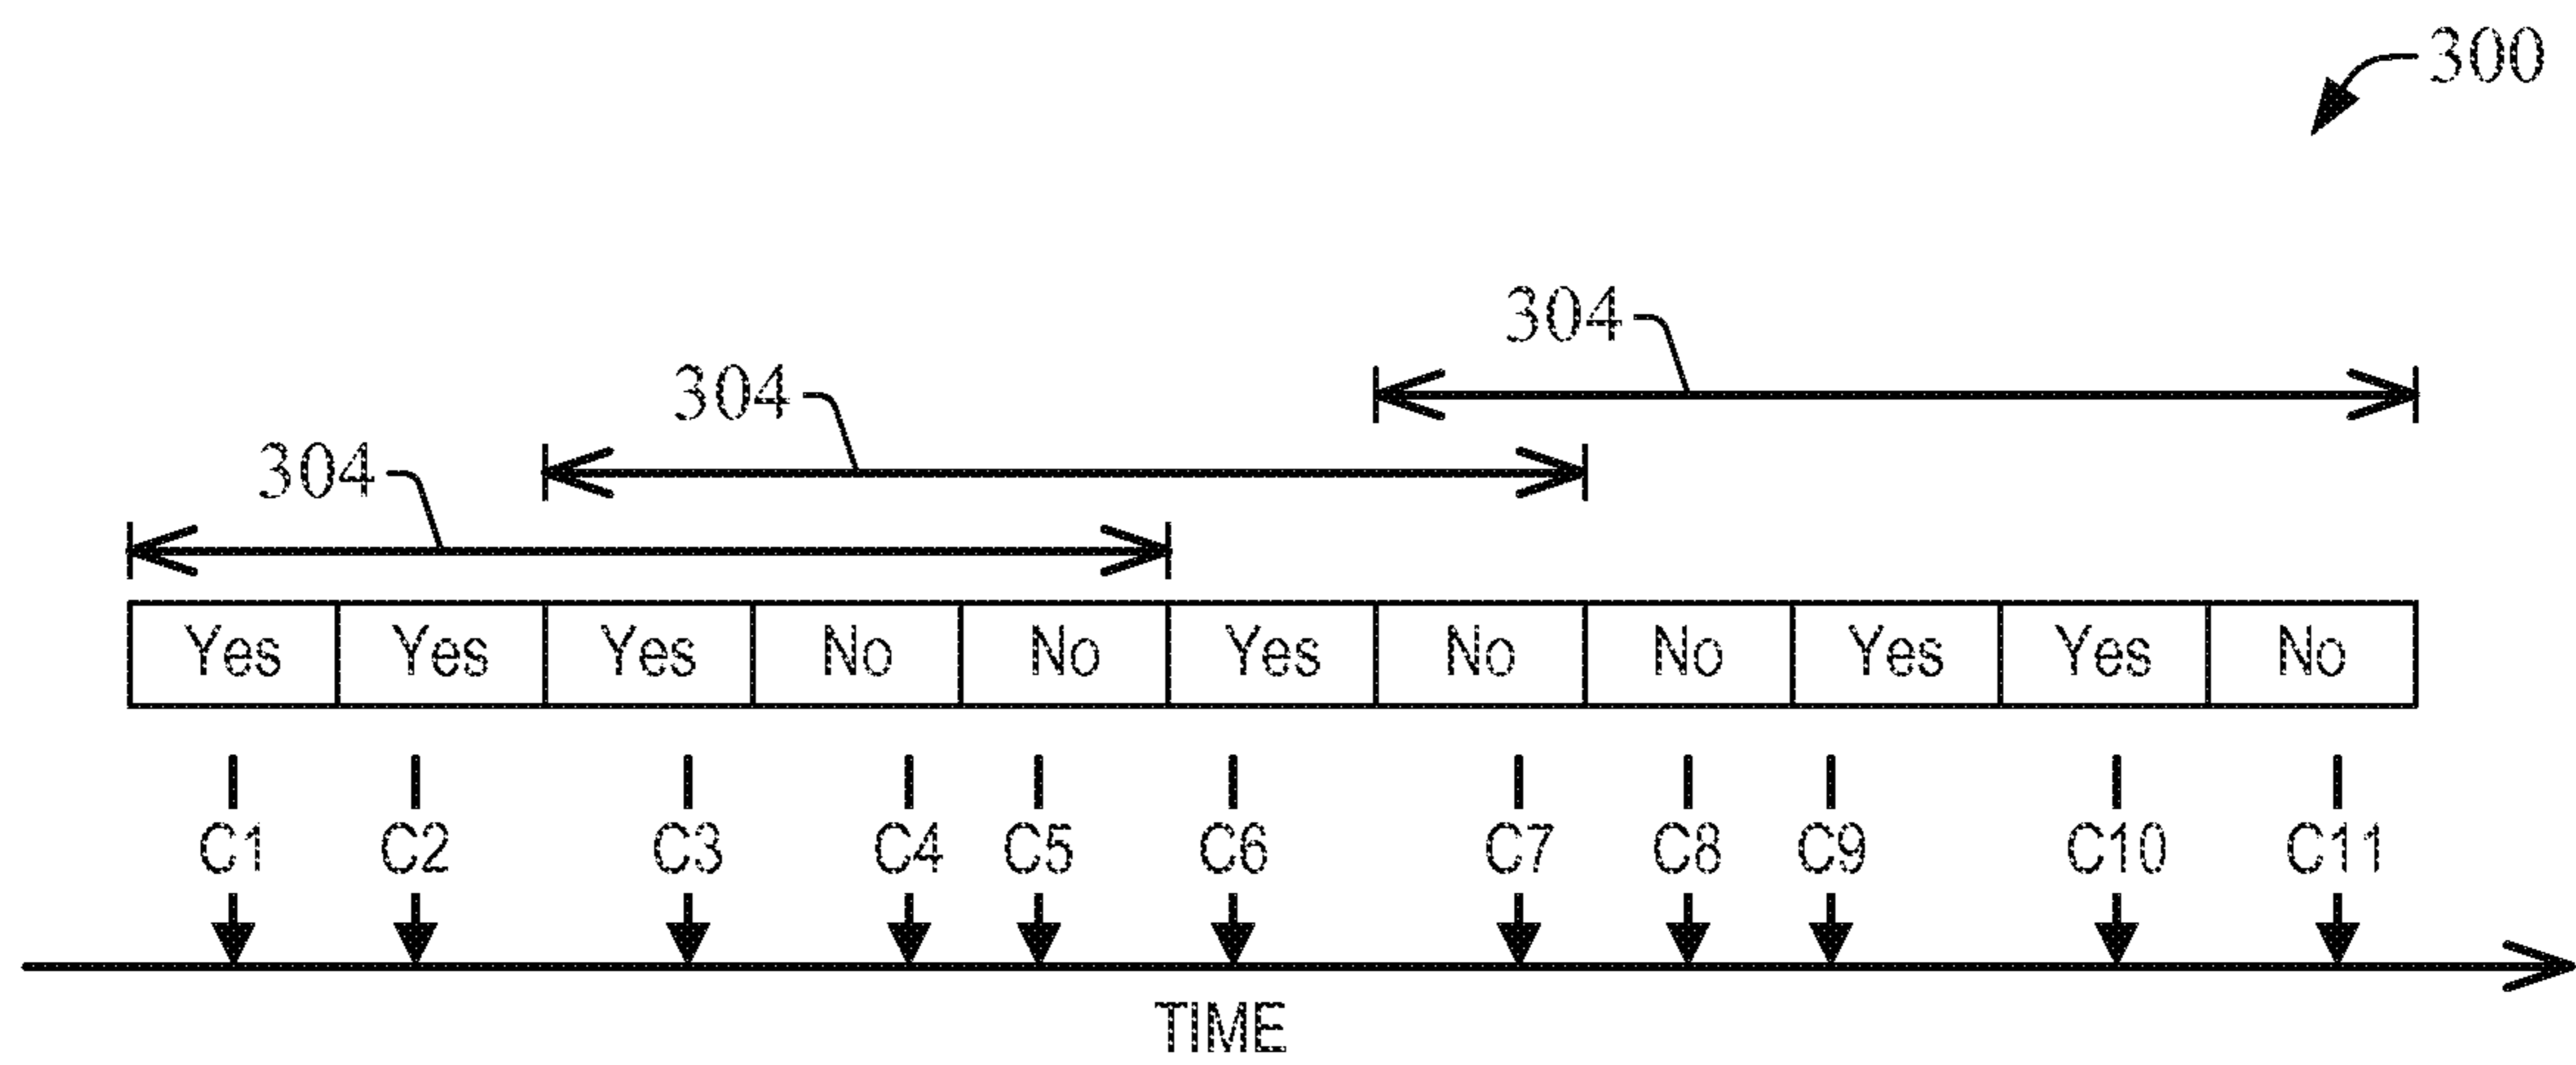 300
304
304
304
Yes Yes Yes No No Yes No No Yes Yes No
C1 C2 C3 C4 C5 C6 C7 C8 C9 C10 C11
TIME